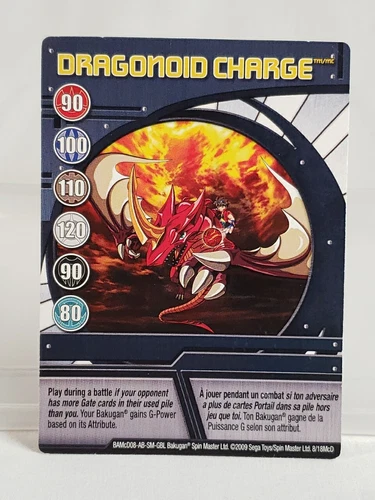 DRAGONOID CHARGE™/MC
90
100
110
120
90
80
Play during a battle if your opponent
has more Gate cards in their used pile
than you. Your Bakugan® gains G-Power
based on its Attribute.
À jouer pendant un combat si ton adversaire
a plus de cartes Portail dans sa pile hors
jeu que toi. Ton Bakugan® gagne de la
Puissance G selon son attribut.
BAMcD08-AB-SM-GBL Bakugan® Spin Master Ltd. ©2009 Sega Toys/Spin Master Ltd. 8/18McD